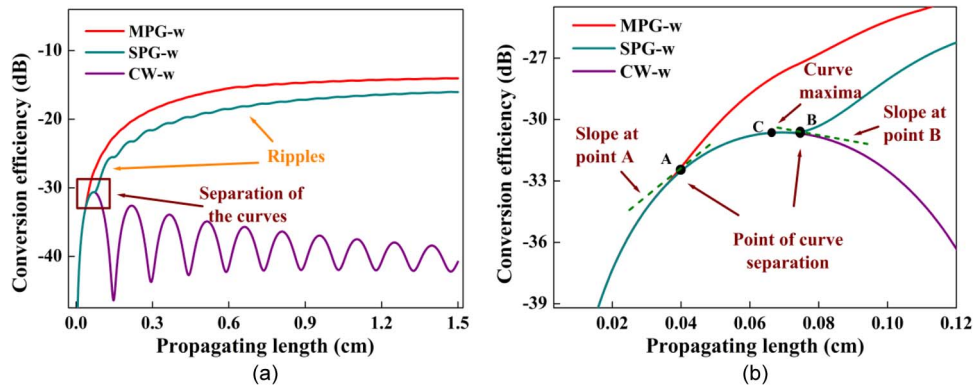 (a)
MPG-w
SPG-w
CW-w
Conversion efficiency (dB)
-10
-20
-30
-40
Ripples
Separation of
the curves
0.0 0.3 0.6 0.9 1.2 1.5
Propagating length (cm)
(a)
(b)
MPG-w
SPG-w
CW-w
Conversion efficiency (dB)
-27
-30
-33
-36
-39
Curve
maxima
Slope at
point A
A
C
B
Slope at
point B
Point of curve
separation
0.02 0.04 0.06 0.08 0.10 0.12
Propagating length (cm)
(b)